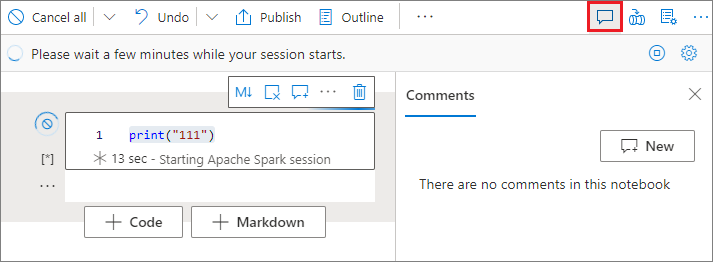 Cancel all Undo Publish Outline ...
Please wait a few minutes while your session starts.
M↓ ...
1 print("111")
[*] 13 sec - Starting Apache Spark session
...
+ Code + Markdown
Comments
New
There are no comments in this notebook